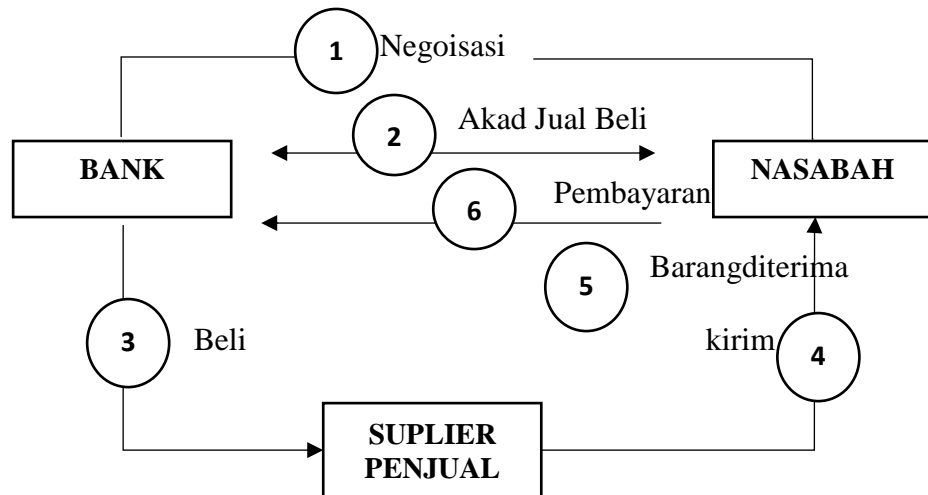 1 Negoisasi
2 Akad Jual Beli
BANK
NASABAH
6 Pembayaran
5 Barangditerima
3 Beli
kirim 4
SUPLIER
PENJUAL